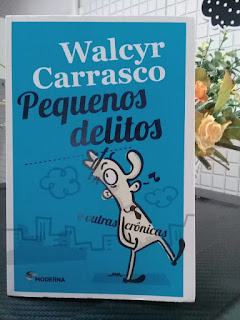 Walcyr
Carrasco
Pequenos
delitos
e outras crônicas
MODERNA